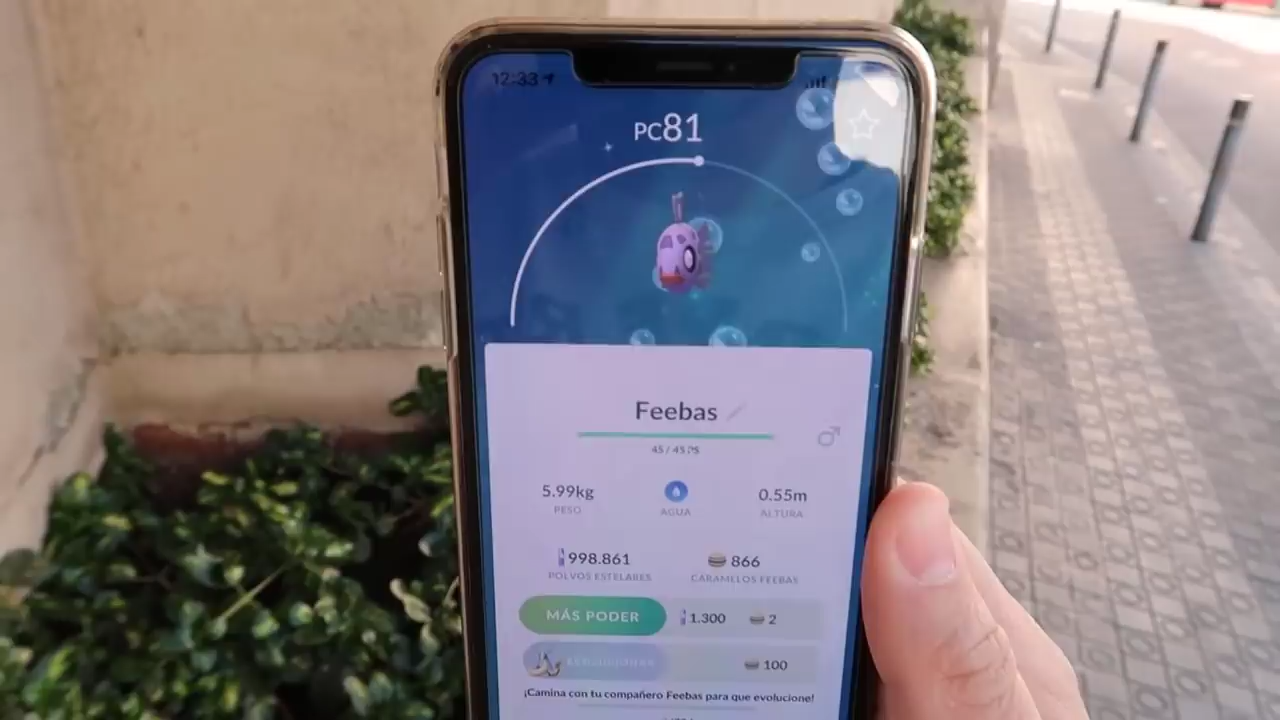 12:33
PC81
Feebas
45 / 45 PS
5.99kg
PESO
AGUA
0.55m
ALTURA
998.861
POLVOS ESTELARES
866
CARAMELOS FEEBAS
MÁS PODER
1.300
2
100
¡Camina con tu compañero Feebas para que evolucione!